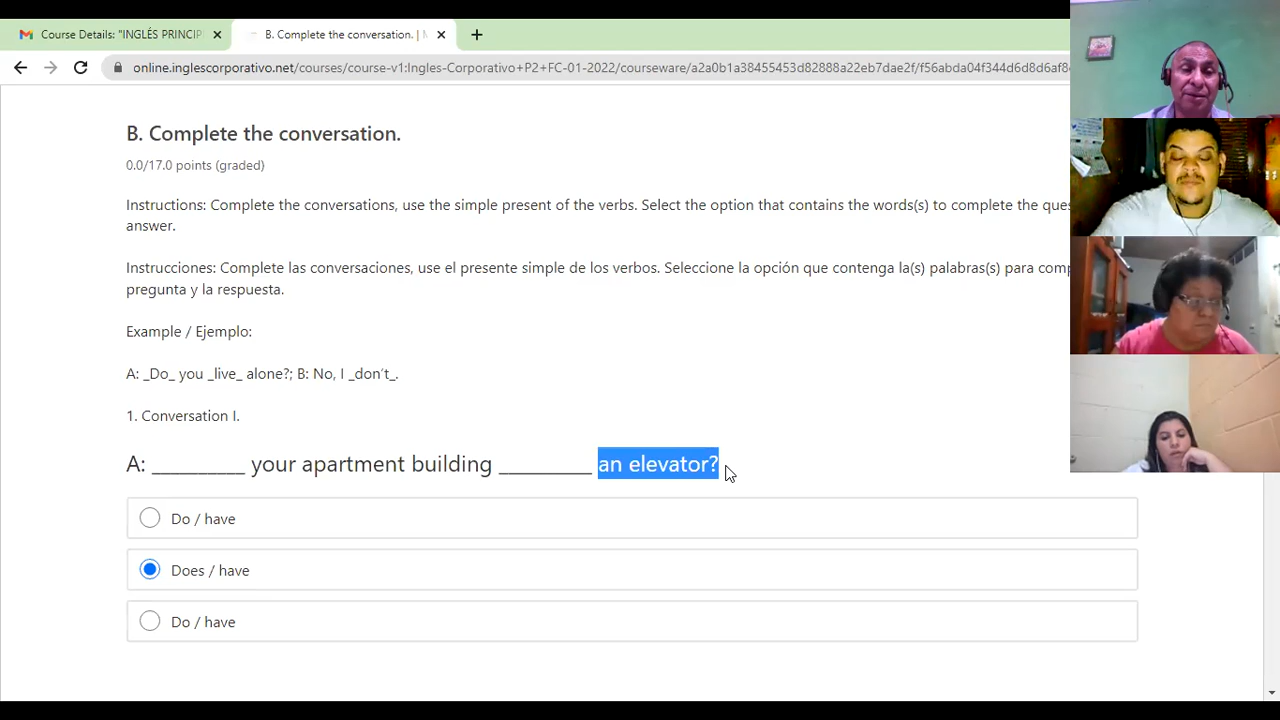 Course Details: "INGLÉS PRINCIP
B. Complete the conversation. |
online.inglescorporativo.net/courses/course-v1:Ingles-Corporativo+P2+FC-01-2022/courseware/a2a0b1a38455453d82888a22eb7dae2f/f56abda04f344d6d8d6af8
B. Complete the conversation.
0.0/17.0 points (graded)
Instructions: Complete the conversations, use the simple present of the verbs. Select the option that contains the words(s) to complete the ques
answer.
Instrucciones: Complete las conversaciones, use el presente simple de los verbos. Seleccione la opción que contenga la(s) palabras(s) para comp
pregunta y la respuesta.
Example / Ejemplo:
A: _Do_ you _live_ alone?; B: No, I _don't_.
1. Conversation I.
A: __________ your apartment building __________ an elevator?
Do / have
Does / have
Do / have